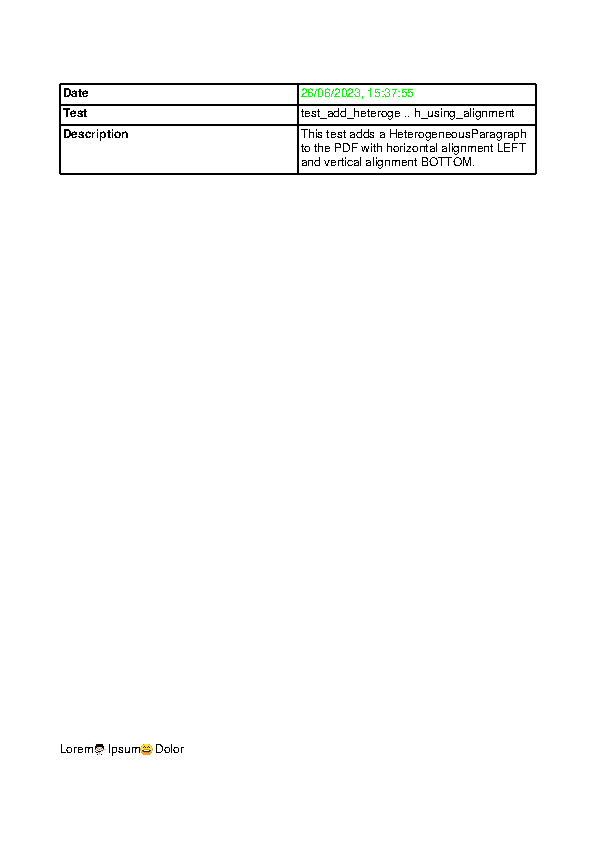 Date 26/06/2023, 15:37:55
Test test_add_heteroge .. h_using_alignment
Description This test adds a HeterogeneousParagraph
to the PDF with horizontal alignment LEFT
and vertical alignment BOTTOM.
Lorem Ipsum😄 Dolor